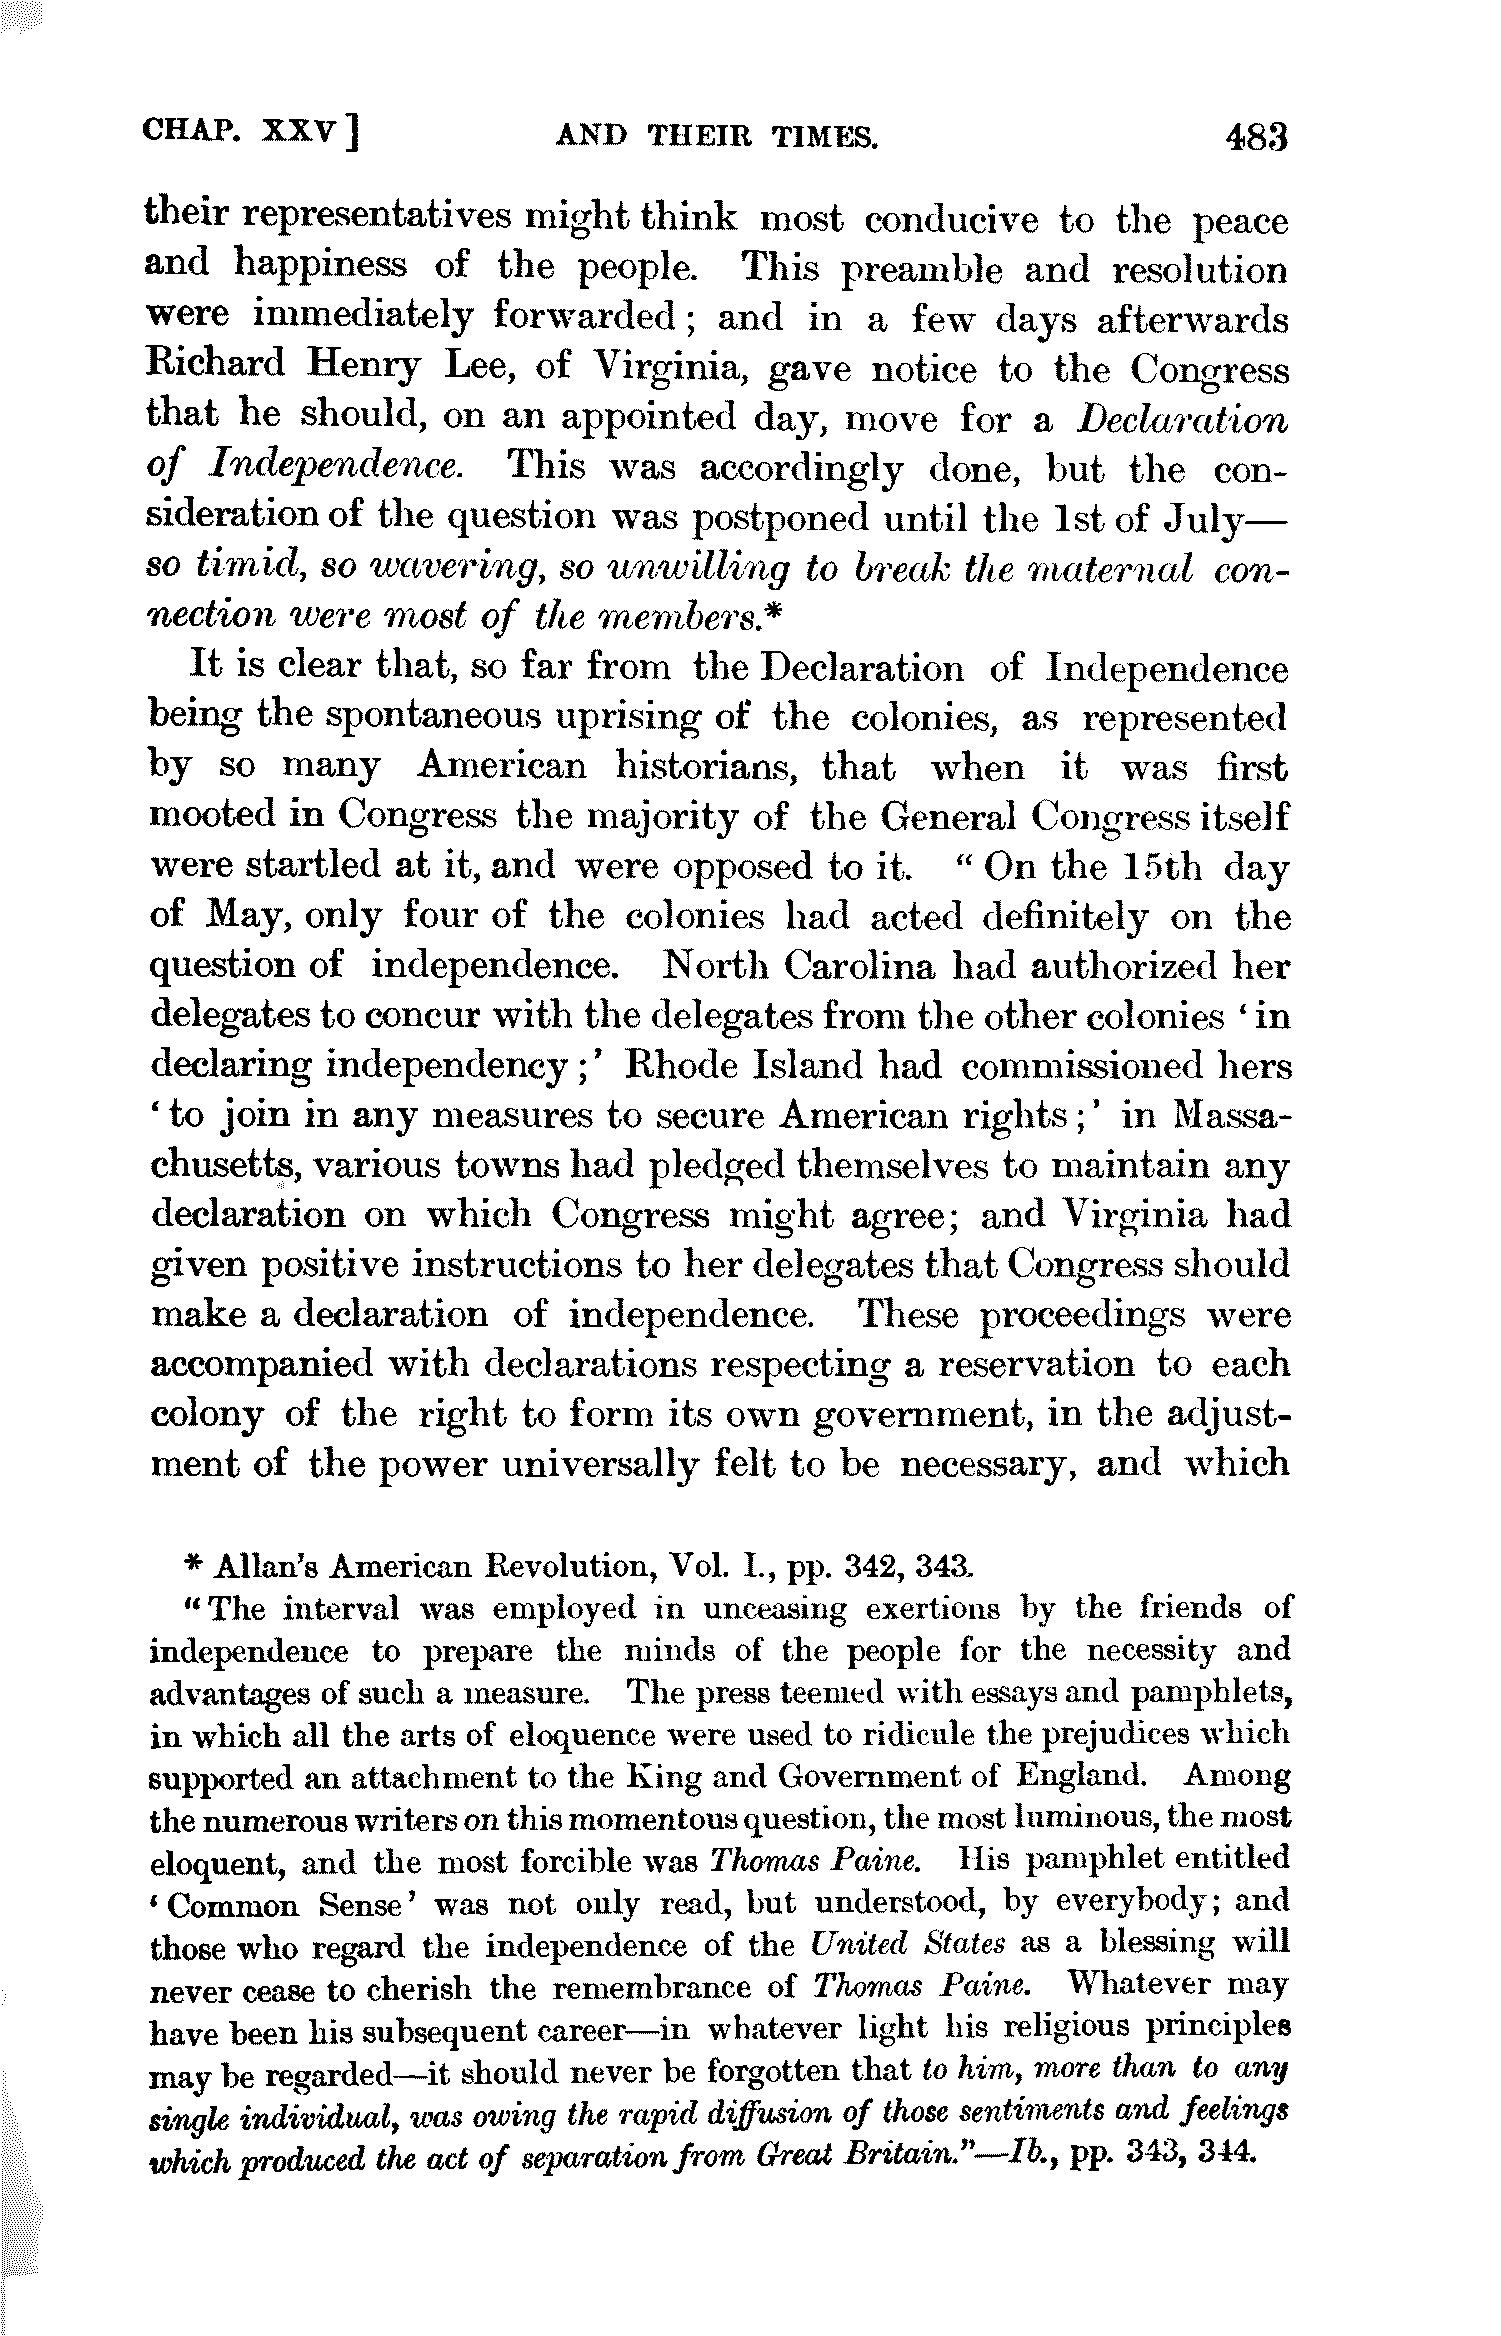 CHAP. XXV] AND THEIR TIMES. 483
their representatives might think most conducive to the peace
and happiness of the people. This preamble and resolution
were immediately forwarded; and in a few days afterwards
Richard Henry Lee, of Virginia, gave notice to the Congress
that he should, on an appointed day, move for a Declaration
of Independence. This was accordingly done, but the con-
sideration of the question was postponed until the 1st of July—
so timid, so wavering, so unwilling to break the maternal con-
nection were most of the members.*
It is clear that, so far from the Declaration of Independence
being the spontaneous uprising of the colonies, as represented
by so many American historians, that when it was first
mooted in Congress the majority of the General Congress itself
were startled at it, and were opposed to it. “On the 15th day
of May, only four of the colonies had acted definitely on the
question of independence. North Carolina had authorized her
delegates to concur with the delegates from the other colonies ‘in
declaring independency;’ Rhode Island had commissioned hers
‘to join in any measures to secure American rights;’ in Massa-
chusetts, various towns had pledged themselves to maintain any
declaration on which Congress might agree; and Virginia had
given positive instructions to her delegates that Congress should
make a declaration of independence. These proceedings were
accompanied with declarations respecting a reservation to each
colony of the right to form its own government, in the adjust-
ment of the power universally felt to be necessary, and which
* Allan's American Revolution, Vol. I., pp. 342, 343.
“The interval was employed in unceasing exertions by the friends of
independence to prepare the minds of the people for the necessity and
advantages of such a measure. The press teemed with essays and pamphlets,
in which all the arts of eloquence were used to ridicule the prejudices which
supported an attachment to the King and Government of England. Among
the numerous writers on this momentous question, the most luminous, the most
eloquent, and the most forcible was Thomas Paine. His pamphlet entitled
‘Common Sense’ was not only read, but understood, by everybody; and
those who regard the independence of the United States as a blessing will
never cease to cherish the remembrance of Thomas Paine. Whatever may
have been his subsequent career—in whatever light his religious principles
may be regarded—it should never be forgotten that to him, more than to any
single individual, was owing the rapid diffusion of those sentiments and feelings
which produced the act of separation from Great Britain.”—Ib., pp. 343, 344.